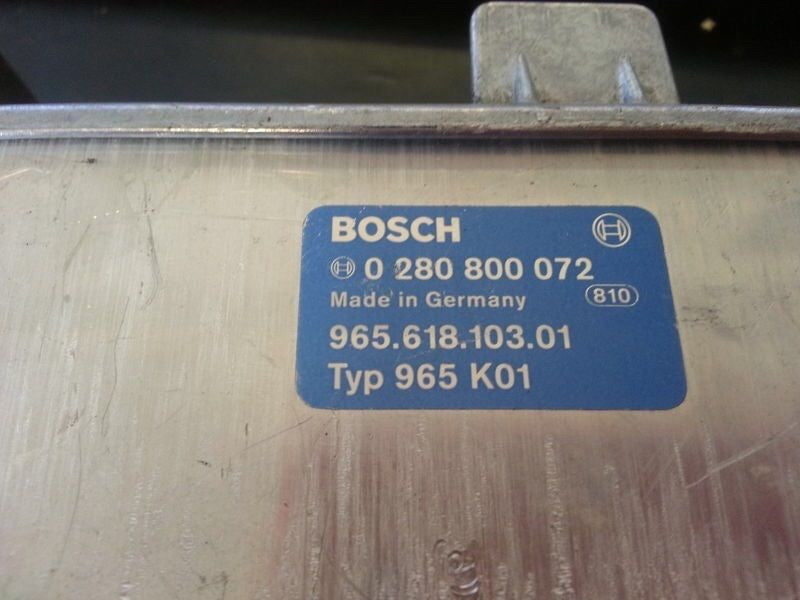 BOSCH
0 280 800 072
Made in Germany 810
965.618.103.01
Typ 965 K01